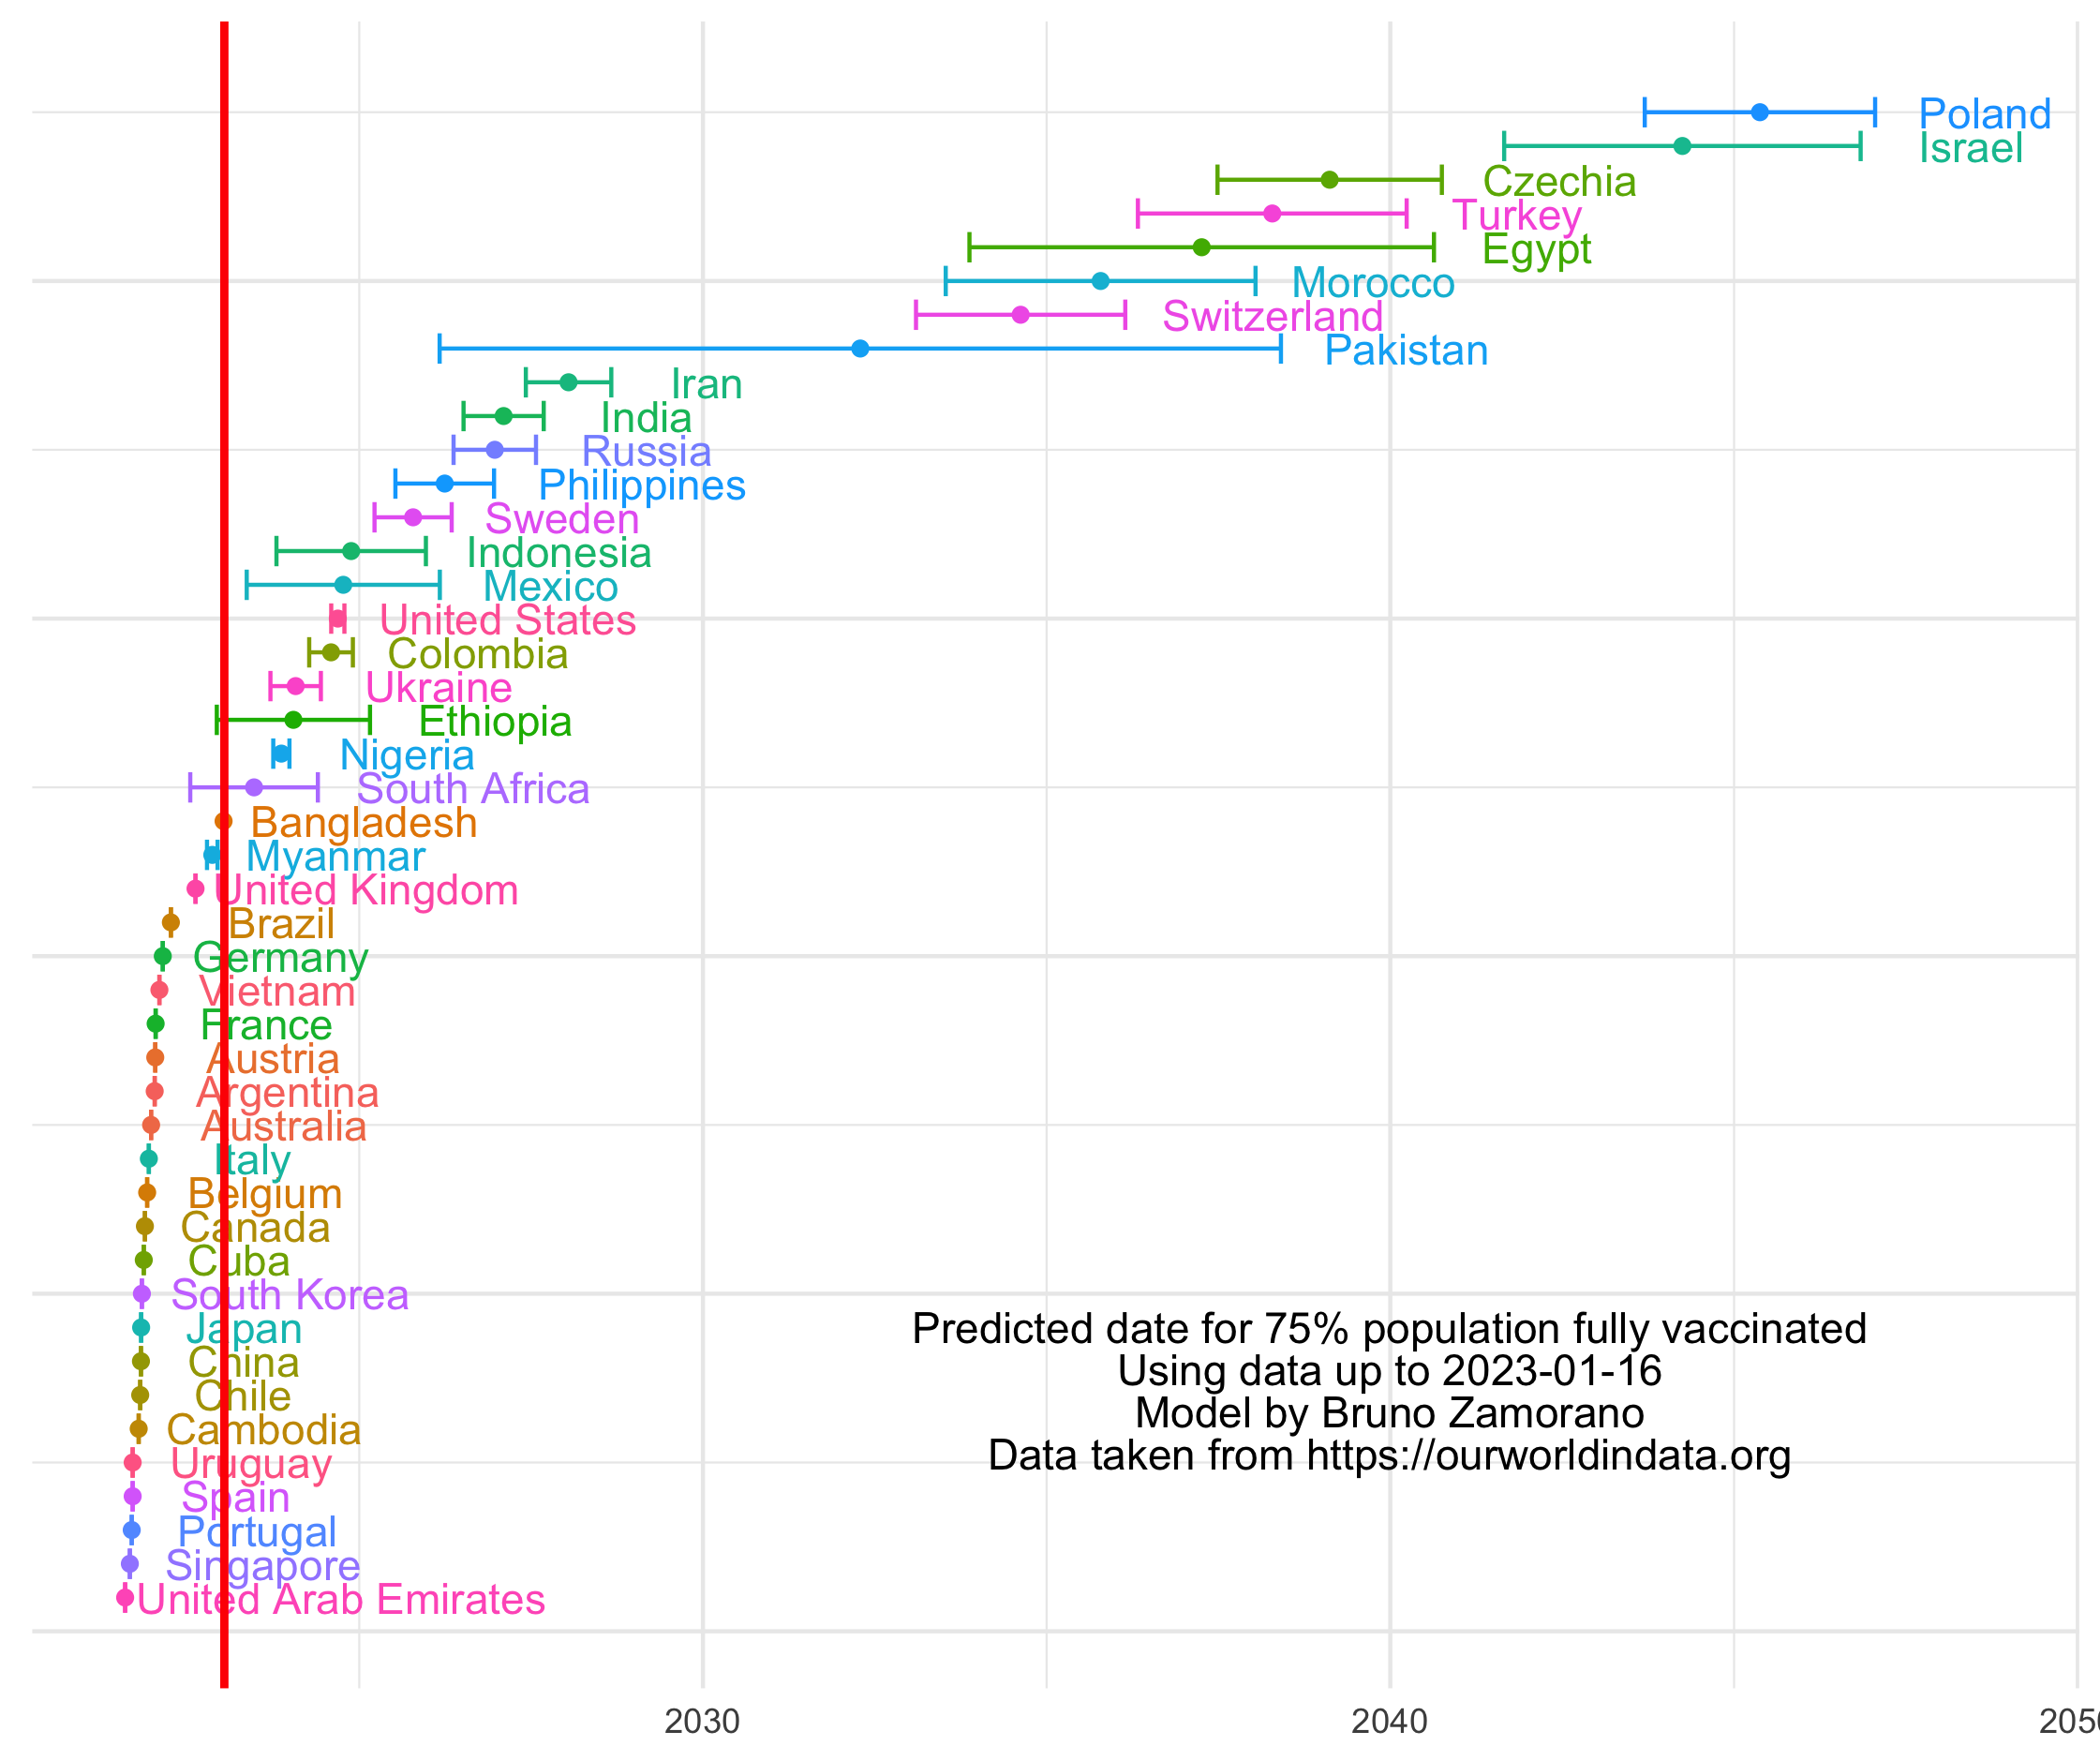 Poland
Israel
Czechia
Turkey
Egypt
Morocco
Switzerland
Pakistan
Iran
India
Russia
Philippines
Sweden
Indonesia
Mexico
United States
Colombia
Ukraine
Ethiopia
Nigeria
South Africa
Bangladesh
Myanmar
United Kingdom
Brazil
Germany
Vietnam
France
Austria
Argentina
Australia
Italy
Belgium
Canada
Cuba
South Korea
Japan
China
Chile
Cambodia
Uruguay
Spain
Portugal
Singapore
United Arab Emirates
Predicted date for 75% population fully vaccinated
Using data up to 2023-01-16
Model by Bruno Zamorano
Data taken from https://ourworldindata.org
2030 2040